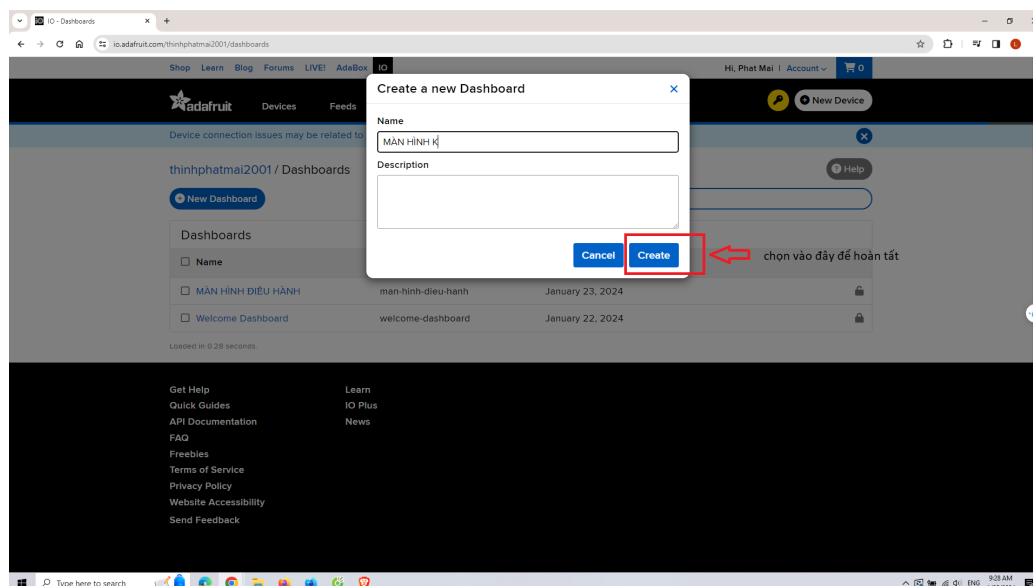 IO - Dashboards
io.adafruit.com/thinhphatmai2001/dashboards
Shop Learn Blog Forums LIVE! AdaBox IO
Hi, Phat Mai | Account
0
adafruit Devices Feeds
New Device
Device connection issues may be related to
thinhphatmai2001 / Dashboards
Help
New Dashboard
Create a new Dashboard
Name
MÀN HÌNH K
Description
Cancel Create
chọn vào đây để hoàn tất
Dashboards
Name
MÀN HÌNH ĐIỀU HÀNH man-hinh-dieu-hanh January 23, 2024
Welcome Dashboard welcome-dashboard January 22, 2024
Loaded in 0.28 seconds.
Get Help
Quick Guides
API Documentation
FAQ
Freebies
Terms of Service
Privacy Policy
Website Accessibility
Send Feedback
Learn
IO Plus
News
Type here to search
ENG
9:28 AM